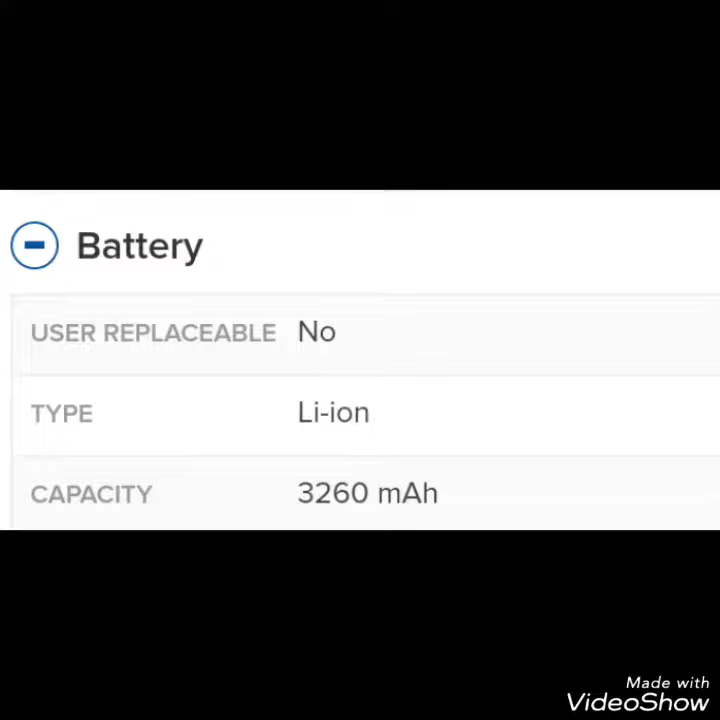 Battery
USER REPLACEABLE No
TYPE Li-ion
CAPACITY 3260 mAh
Made with
VideoShow